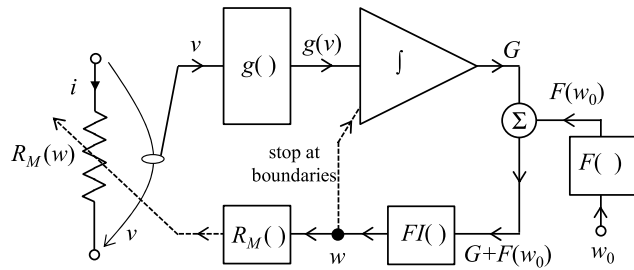 v
g(v)
G
g( )
∫
i
F(w₀)
Σ
R_M(w)
stop at
boundaries
F( )
v
R_M( )
w
FI( )
G+F(w₀)
w₀